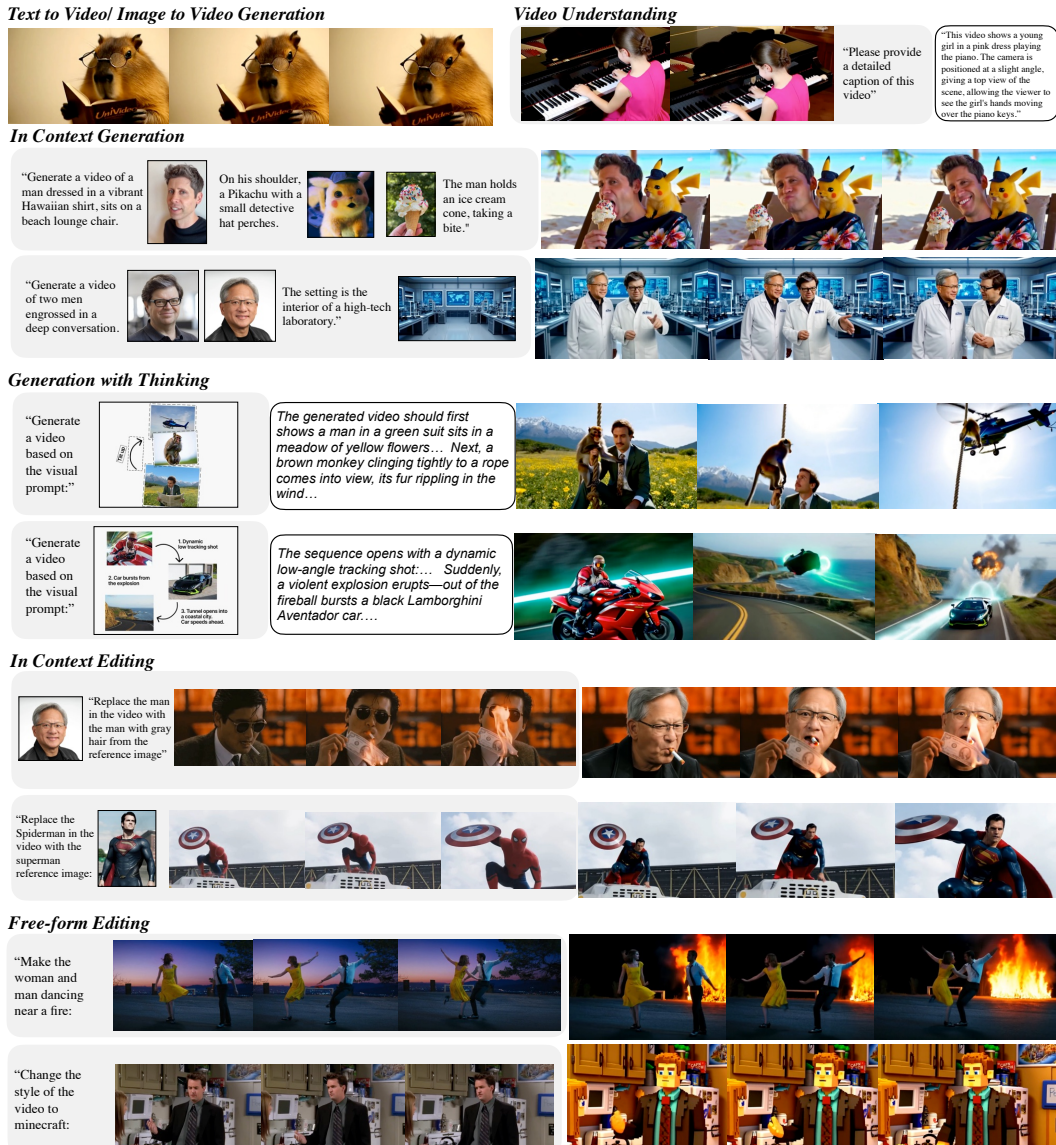 Text to Video/ Image to Video Generation
Video Understanding
UniVideo
UniVideo
UniVideo
“Please provide
a detailed
caption of this
video”
“This video shows a young
girl in a pink dress playing
the piano. The camera is
positioned at a slight angle,
giving a top view of the
scene, allowing the viewer to
see the girl's hands moving
over the piano keys.”
In Context Generation
“Generate a video of a
man dressed in a vibrant
Hawaiian shirt, sits on a
beach lounge chair.
On his shoulder,
a Pikachu with a
small detective
hat perches.
The man holds
an ice cream
cone, taking a
bite."
“Generate a video
of two men
engrossed in a
deep conversation.
The setting is the
interior of a high-tech
laboratory.”
Generation with Thinking
“Generate
a video
based on
the visual
prompt:”
Tilt up
The generated video should first
shows a man in a green suit sits in a
meadow of yellow flowers… Next, a
brown monkey clinging tightly to a rope
comes into view, its fur rippling in the
wind…
“Generate
a video
based on
the visual
prompt:”
1. Dynamic
low tracking shot
2. Car bursts from
the explosion
3. Tunnel opens into
a coastal city.
Car speeds ahead.
The sequence opens with a dynamic
low-angle tracking shot:… Suddenly,
a violent explosion erupts—out of the
fireball bursts a black Lamborghini
Aventador car.…
In Context Editing
“Replace the man
in the video with
the man with gray
hair from the
reference image”
“Replace the
Spiderman in the
video with the
superman
reference image:
Free-form Editing
“Make the
woman and
man dancing
near a fire:
“Change the
style of the
video to
minecraft: